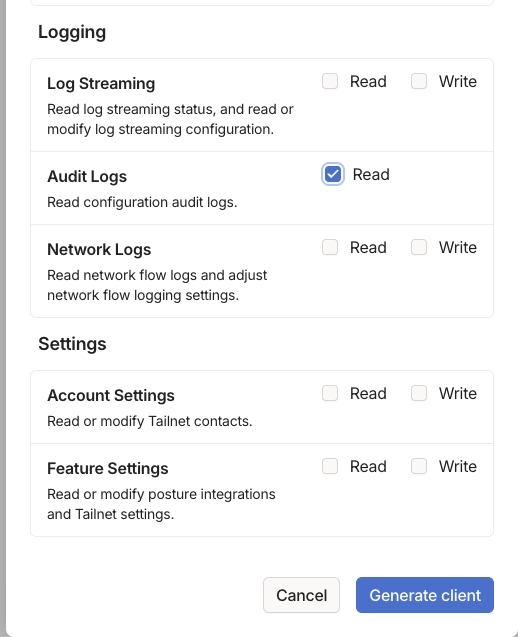 Logging
Log Streaming
Read
Write
Read log streaming status, and read or
modify log streaming configuration.
Audit Logs
Read
Read configuration audit logs.
Network Logs
Read
Write
Read network flow logs and adjust
network flow logging settings.
Settings
Account Settings
Read
Write
Read or modify Tailnet contacts.
Feature Settings
Read
Write
Read or modify posture integrations
and Tailnet settings.
Cancel
Generate client